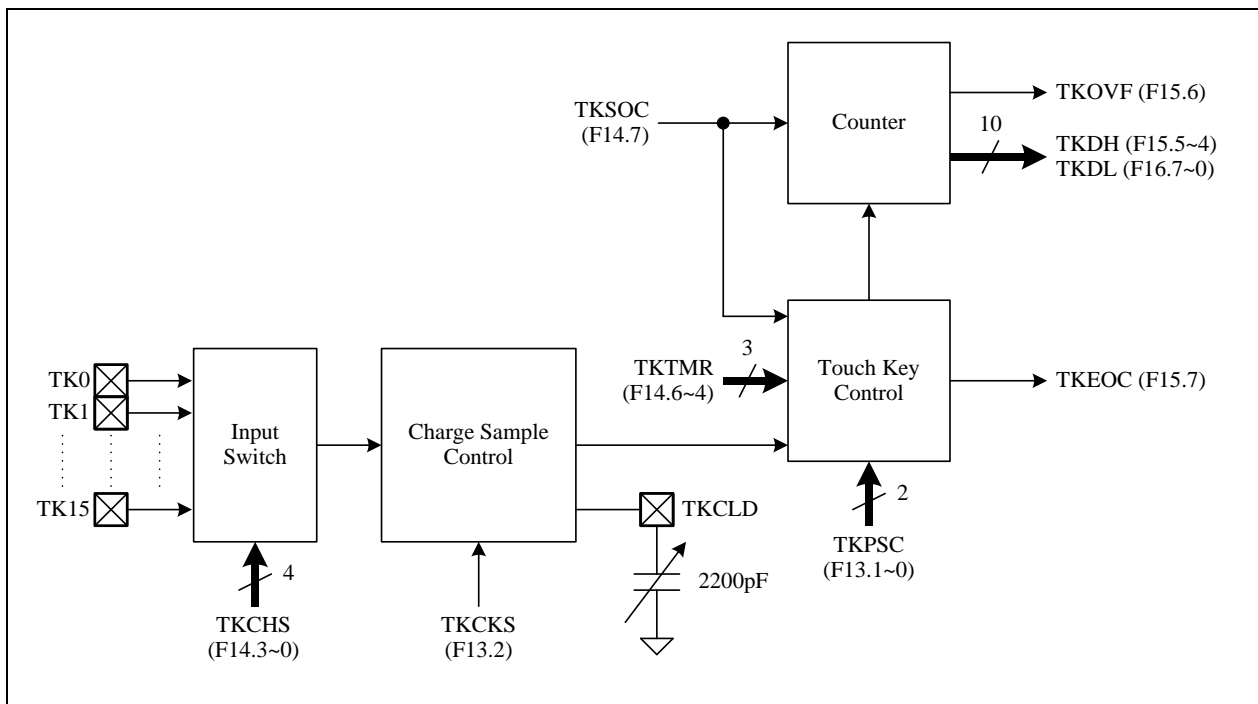 TKSOC
(F14.7)
Counter
TKOVF (F15.6)
10
TKDH (F15.5~4)
TKDL (F16.7~0)
TKTMR
(F14.6~4)
3
Touch Key
Control
TKEOC (F15.7)
TK0
TK1
TK15
Input
Switch
Charge Sample
Control
TKCLD
2
TKPSC
(F13.1~0)
4
2200pF
TKCHS
(F14.3~0)
TKCKS
(F13.2)